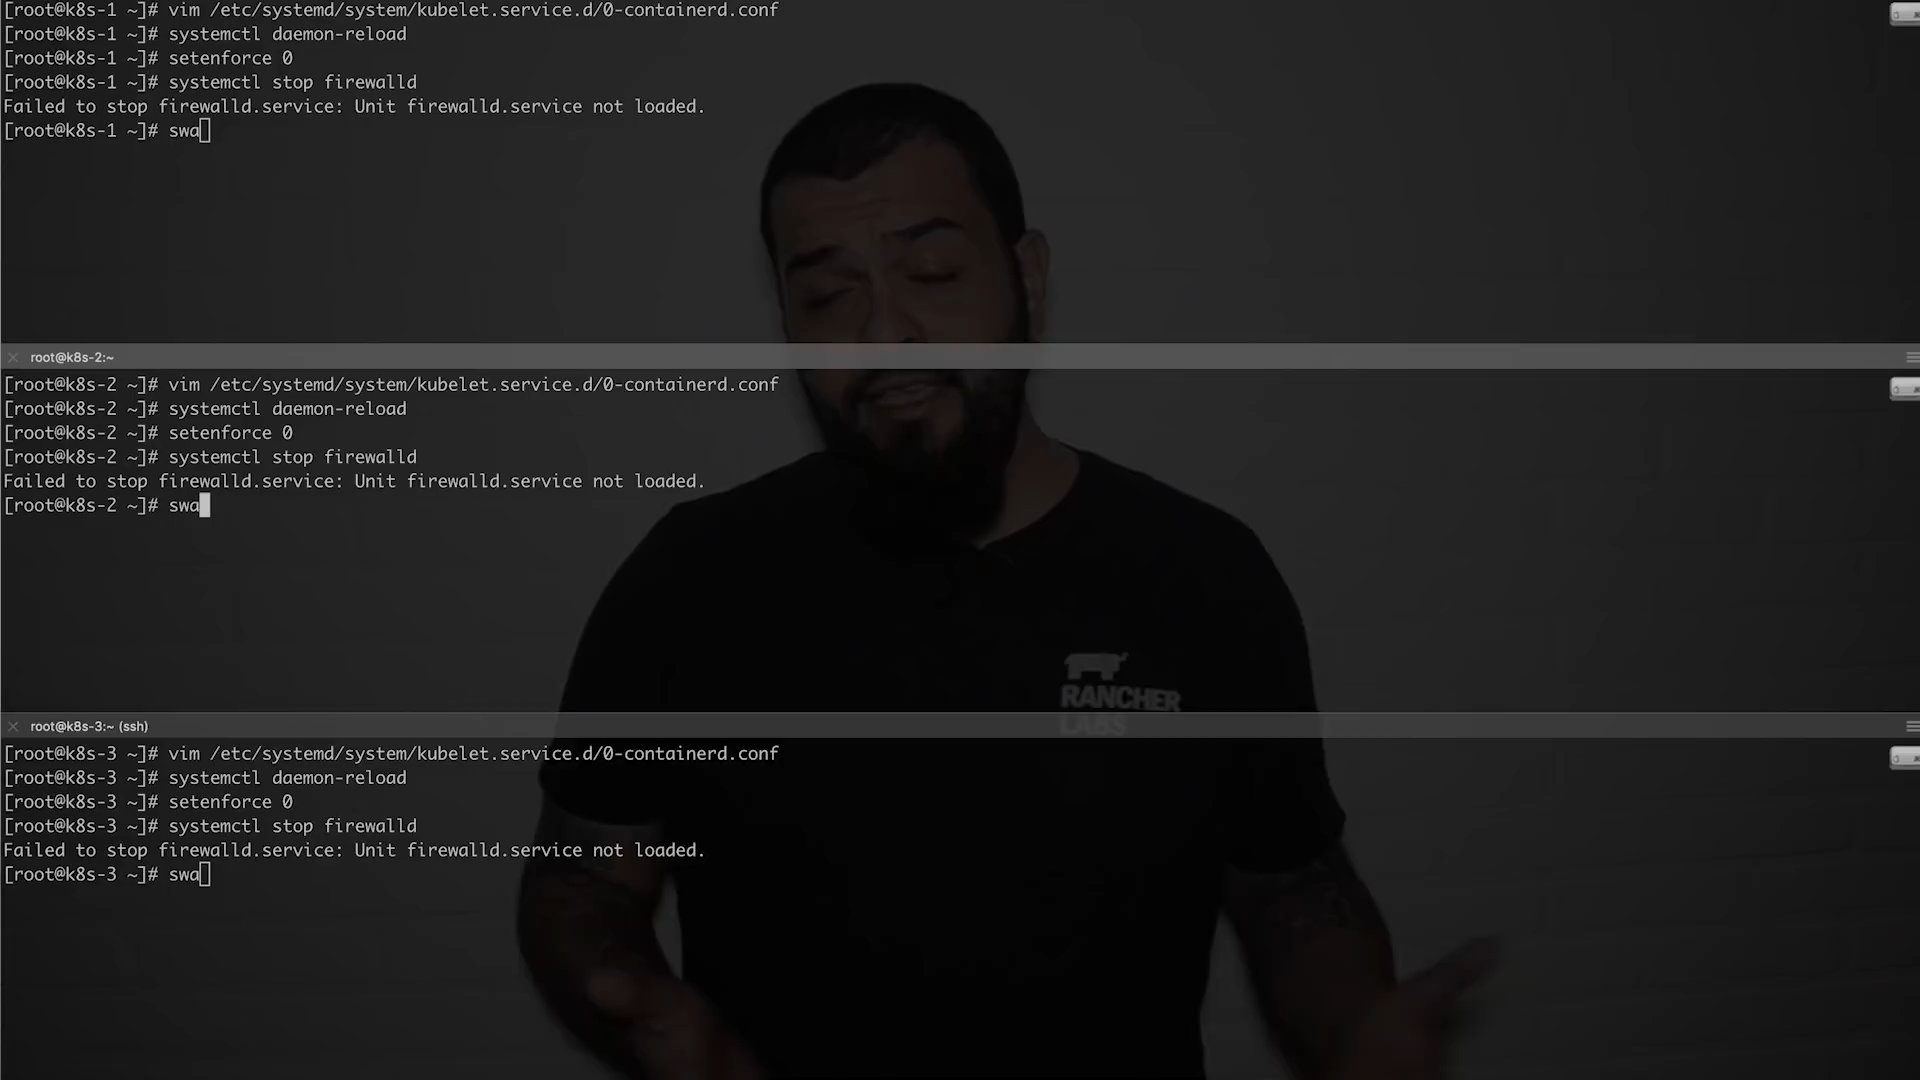 [root@k8s-1 ~]# vim /etc/systemd/system/kubelet.service.d/0-containerd.conf
[root@k8s-1 ~]# systemctl daemon-reload
[root@k8s-1 ~]# setenforce 0
[root@k8s-1 ~]# systemctl stop firewalld
Failed to stop firewalld.service: Unit firewalld.service not loaded.
[root@k8s-1 ~]# swa
root@k8s-2:~
[root@k8s-2 ~]# vim /etc/systemd/system/kubelet.service.d/0-containerd.conf
[root@k8s-2 ~]# systemctl daemon-reload
[root@k8s-2 ~]# setenforce 0
[root@k8s-2 ~]# systemctl stop firewalld
Failed to stop firewalld.service: Unit firewalld.service not loaded.
[root@k8s-2 ~]# swa
RANCHER
LABS
root@k8s-3:~ (ssh)
[root@k8s-3 ~]# vim /etc/systemd/system/kubelet.service.d/0-containerd.conf
[root@k8s-3 ~]# systemctl daemon-reload
[root@k8s-3 ~]# setenforce 0
[root@k8s-3 ~]# systemctl stop firewalld
Failed to stop firewalld.service: Unit firewalld.service not loaded.
[root@k8s-3 ~]# swa